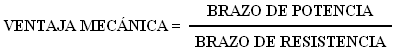 BRAZO DE POTENCIA
VENTAJA MECÁNICA =
BRAZO DE RESISTENCIA